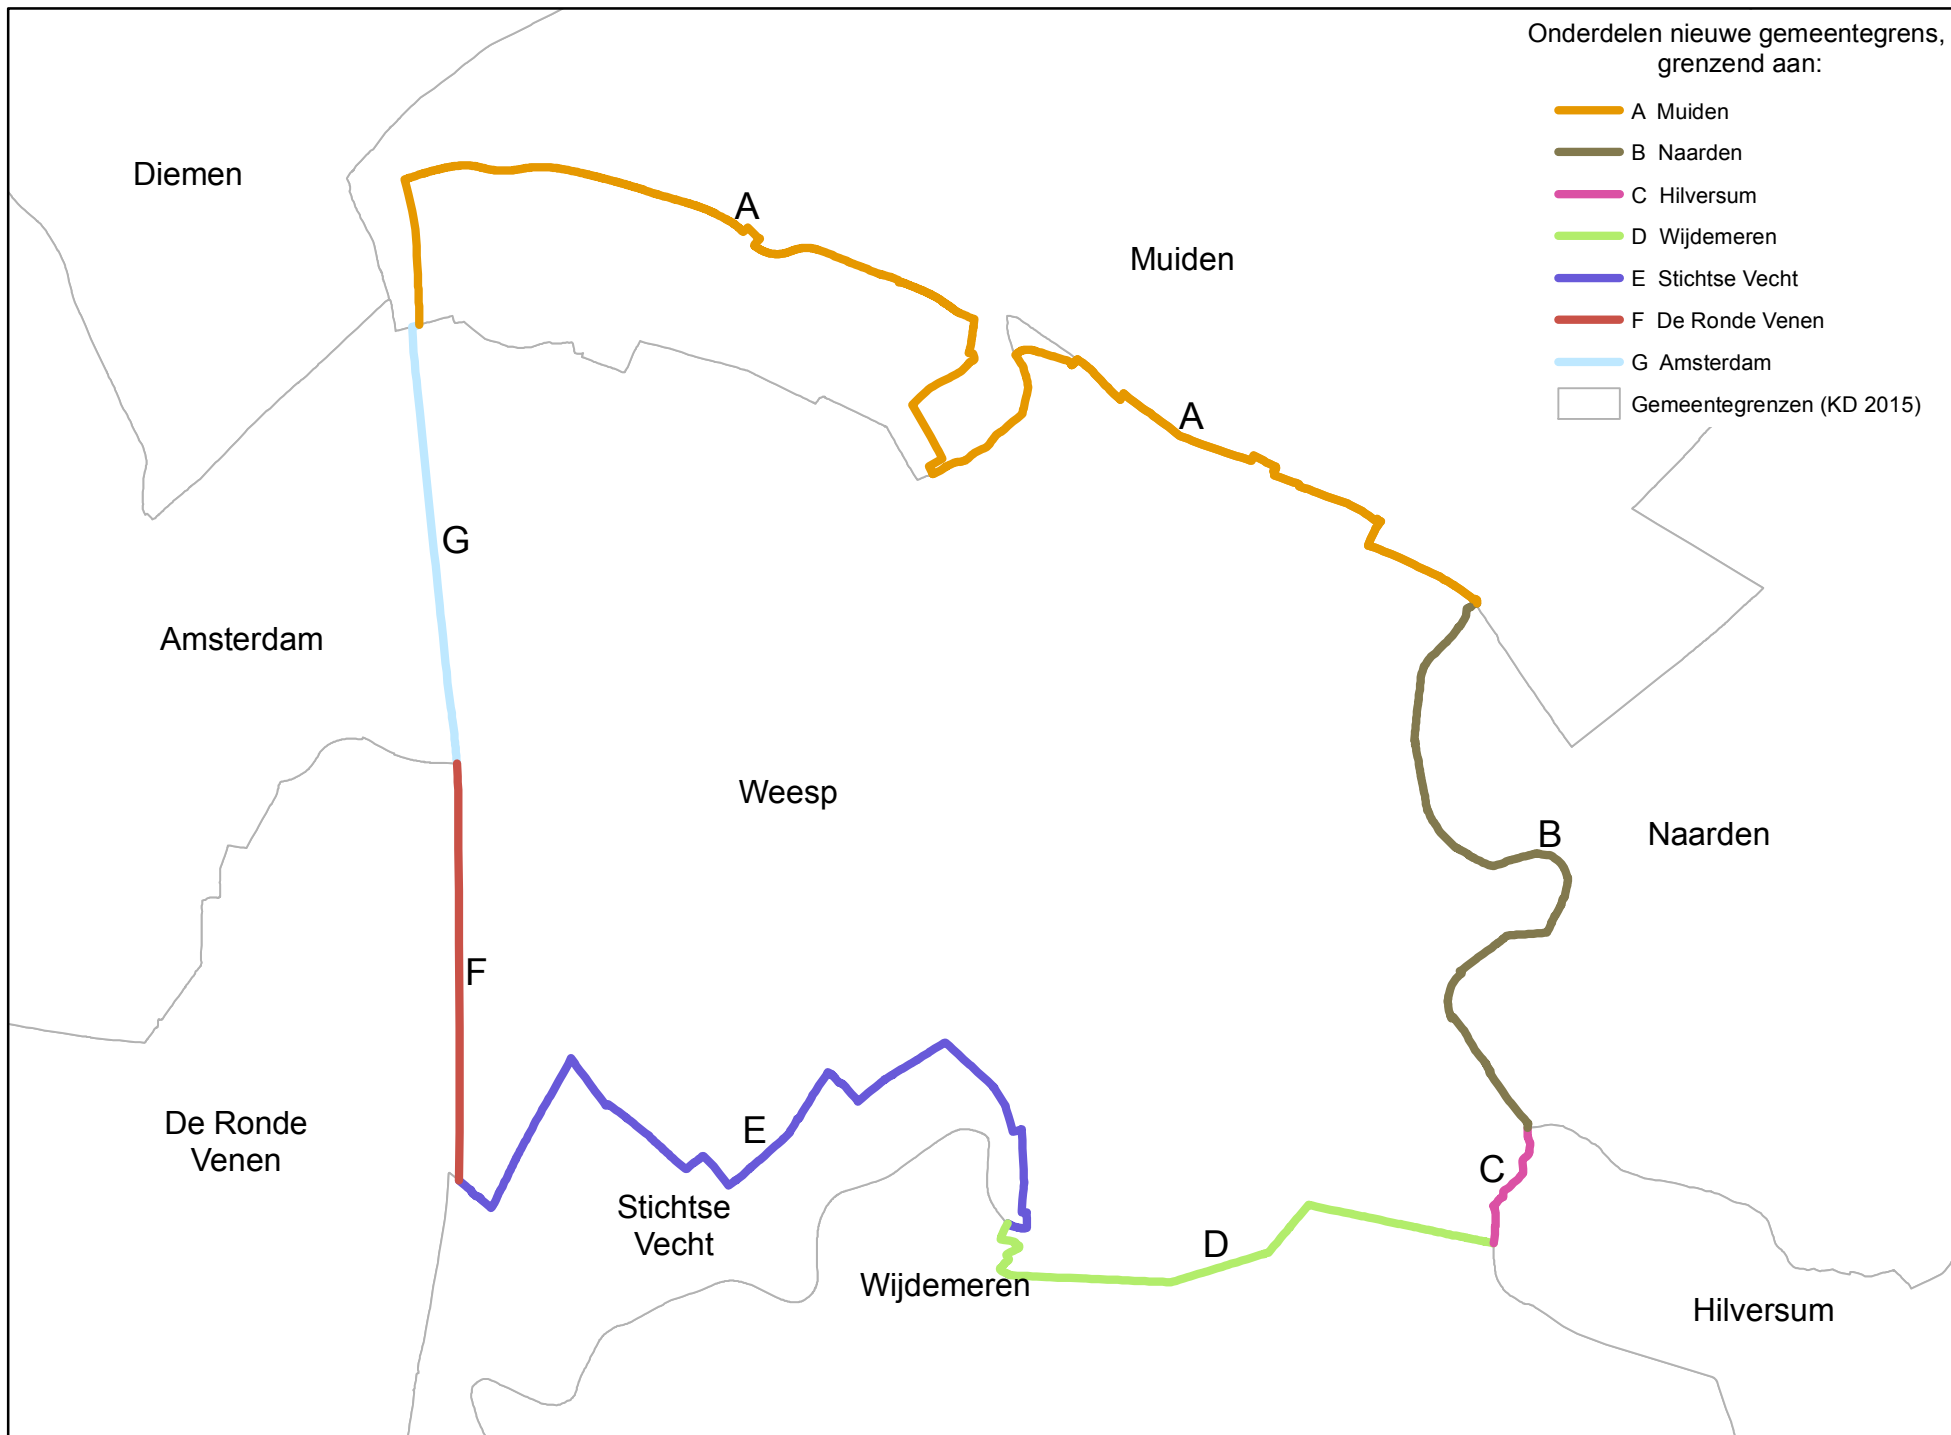 Onderdelen nieuwe gemeentegrens,
grenzend aan:
A Muiden
B Naarden
C Hilversum
D Wijdemeren
E Stichtse Vecht
F De Ronde Venen
G Amsterdam
Gemeentegrenzen (KD 2015)
Diemen
A
Muiden
A
G
Amsterdam
Weesp
B
Naarden
F
De Ronde
Venen
E
Stichtse
Vecht
C
D
Wijdemeren
Hilversum